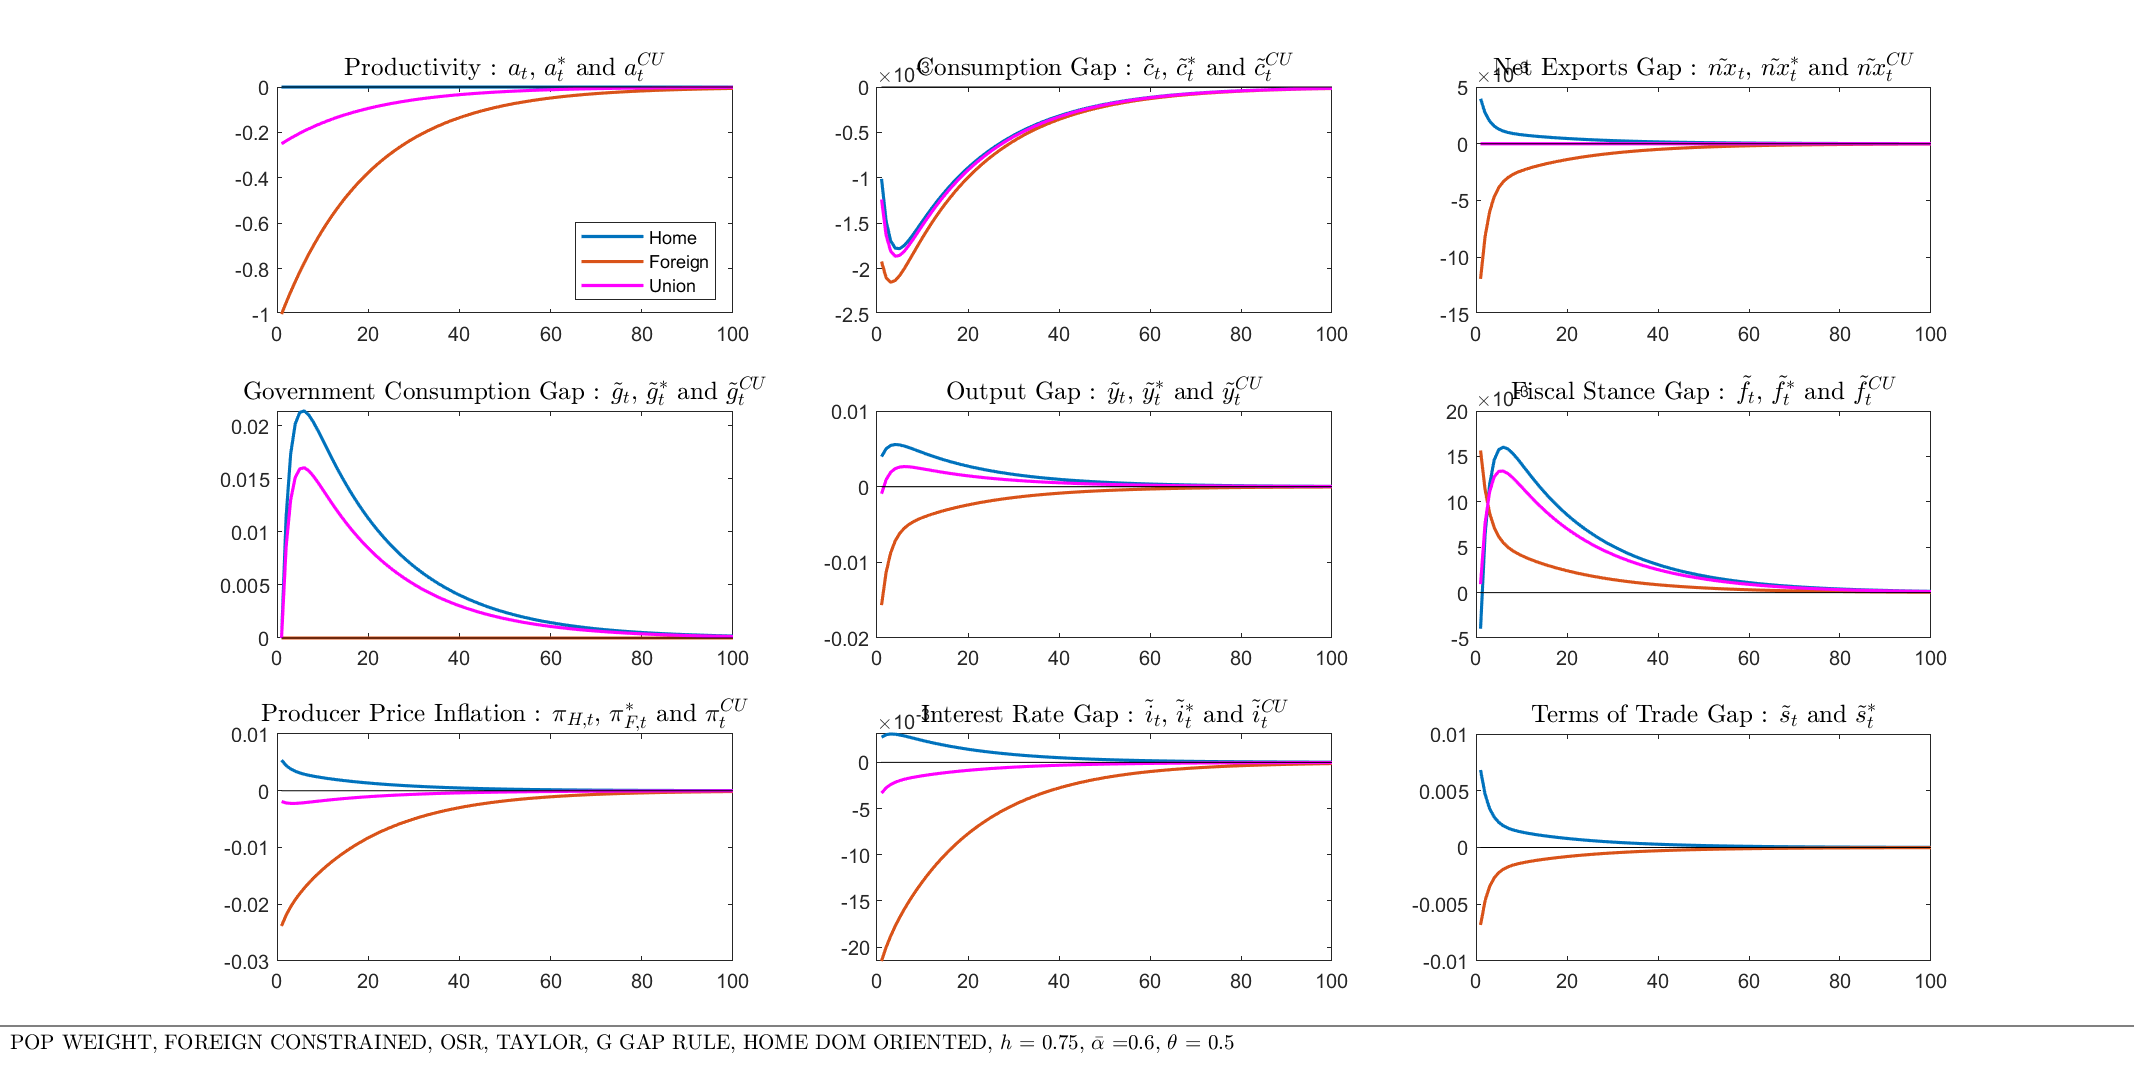 Productivity : a_t, a_t^* and a_t^{CU}
0
-0.2
-0.4
-0.6
-0.8
-1
0 20 40 60 80 100
Home
Foreign
Union
Consumption Gap : c̃_t, c̃_t^* and c̃_t^{CU}
×10^{-3}
0
-0.5
-1
-1.5
-2
-2.5
0 20 40 60 80 100
Net Exports Gap : ñx_t, ñx_t^* and ñx_t^{CU}
×10^{-3}
5
0
-5
-10
-15
0 20 40 60 80 100
Government Consumption Gap : g̃_t, g̃_t^* and g̃_t^{CU}
0.02
0.015
0.01
0.005
0
0 20 40 60 80 100
Output Gap : ỹ_t, ỹ_t^* and ỹ_t^{CU}
0.01
0
-0.01
-0.02
0 20 40 60 80 100
Fiscal Stance Gap : f̃_t, f̃_t^* and f̃_t^{CU}
×10^{-3}
20
15
10
5
0
-5
0 20 40 60 80 100
Producer Price Inflation : π_{H,t}, π_{F,t}^* and π_t^{CU}
0.01
0
-0.01
-0.02
-0.03
0 20 40 60 80 100
Interest Rate Gap : ĩ_t, ĩ_t^* and ĩ_t^{CU}
×10^{-3}
0
-5
-10
-15
-20
0 20 40 60 80 100
Terms of Trade Gap : s̃_t and s̃_t^*
0.01
0.005
0
-0.005
-0.01
0 20 40 60 80 100
POP WEIGHT, FOREIGN CONSTRAINED, OSR, TAYLOR, G GAP RULE, HOME DOM ORIENTED, h = 0.75, ᾱ =0.6, θ = 0.5